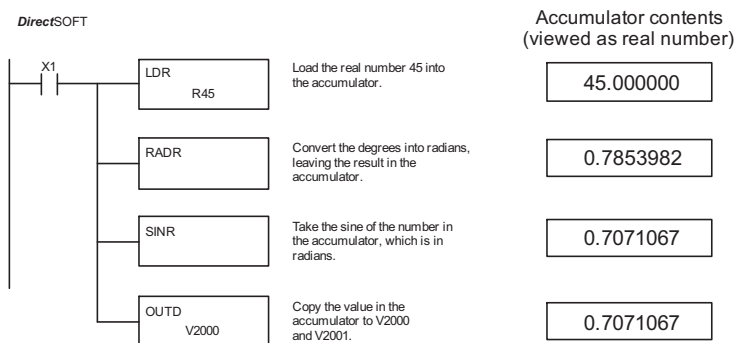 DirectSOFT
Accumulator contents
(viewed as real number)
X1
LDR
R45
Load the real number 45 into
the accumulator.
45.000000
RADR
Convert the degrees into radians,
leaving the result in the
accumulator.
0.7853982
SINR
Take the sine of the number in
the accumulator, which is in
radians.
0.7071067
OUTD
V2000
Copy the value in the
accumulator to V2000
and V2001.
0.7071067